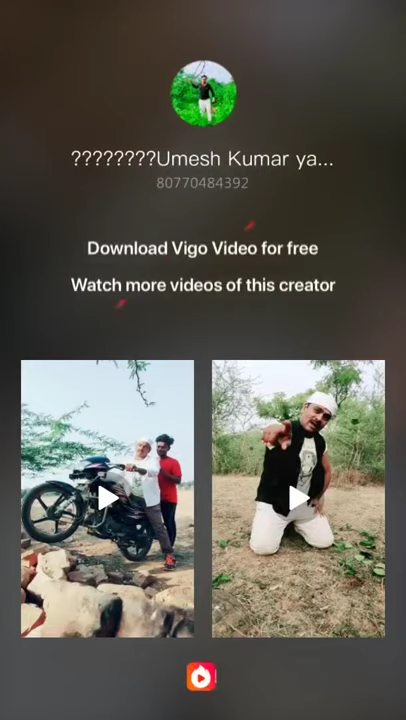 ????????Umesh Kumar ya...
80770484392
Download Vigo Video for free
Watch more videos of this creator